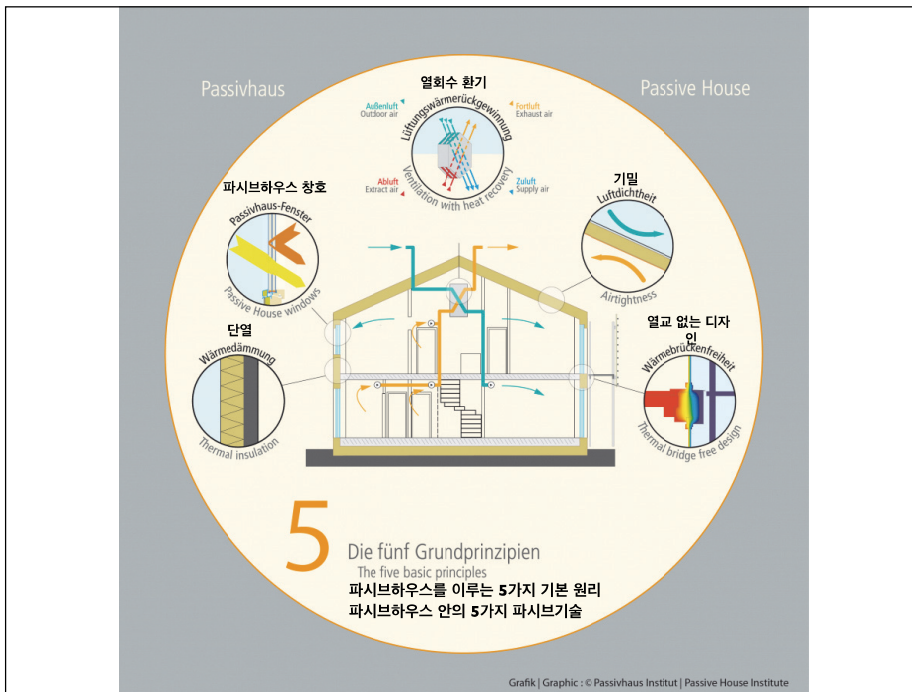 Passivhaus
Passive House
열회수 환기
Außenluft
Outdoor air
Fortluft
Exhaust air
Lüftungswärmerückgewinnung
Abluft
Extract air
Zuluft
Supply air
Ventilation with heat recovery
파시브하우스 창호
Passivhaus-Fenster
Passive House windows
기밀
Luftdichtheit
Airtightness
단열
Wärmedämmung
Thermal insulation
열교 없는 디자
인
Wärmebrückenfreiheit
Thermal bridge free design
5
Die fünf Grundprinzipien
The five basic principles
파시브하우스를 이루는 5가지 기본 원리
파시브하우스 안의 5가지 파시브기술
Grafik | Graphic : © Passivhaus Institut | Passive House Institute